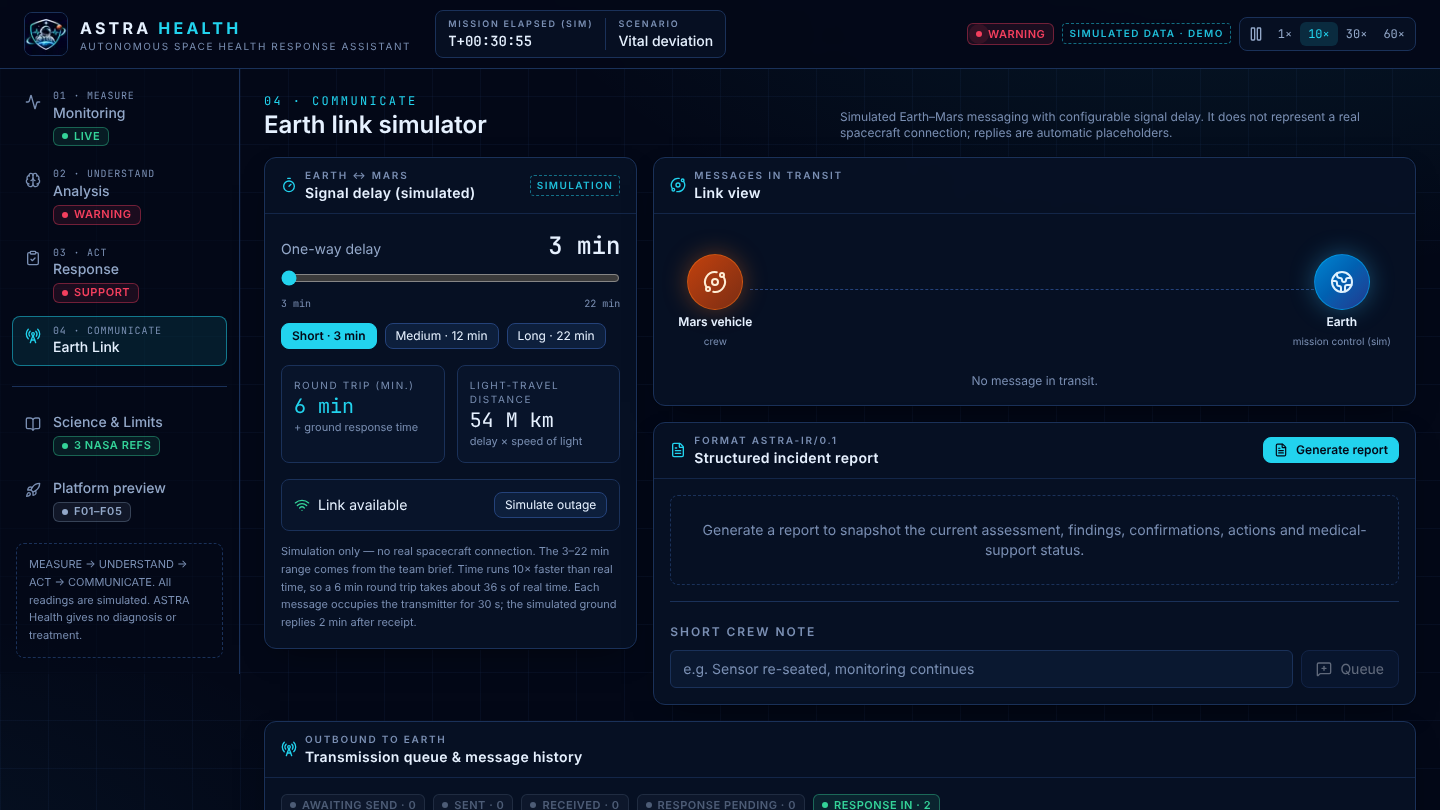 ASTRA HEALTH
AUTONOMOUS SPACE HEALTH RESPONSE ASSISTANT
MISSION ELAPSED (SIM)
T+00:30:55
SCENARIO
Vital deviation
WARNING
SIMULATED DATA · DEMO
1×
10×
30×
60×
01 · MEASURE
Monitoring
LIVE
02 · UNDERSTAND
Analysis
WARNING
03 · ACT
Response
SUPPORT
04 · COMMUNICATE
Earth Link
Science & Limits
3 NASA REFS
Platform preview
F01–F05
MEASURE → UNDERSTAND →
ACT → COMMUNICATE. All
readings are simulated. ASTRA
Health gives no diagnosis or
treatment.
04 · COMMUNICATE
Earth link simulator
Simulated Earth–Mars messaging with configurable signal delay. It does not represent a real
spacecraft connection; replies are automatic placeholders.
EARTH ↔ MARS
Signal delay (simulated)
SIMULATION
One-way delay
3 min
3 min
22 min
Short · 3 min
Medium · 12 min
Long · 22 min
ROUND TRIP (MIN.)
6 min
+ ground response time
LIGHT-TRAVEL
DISTANCE
54 M km
delay × speed of light
Link available
Simulate outage
Simulation only — no real spacecraft connection. The 3–22 min
range comes from the team brief. Time runs 10× faster than real
time, so a 6 min round trip takes about 36 s of real time. Each
message occupies the transmitter for 30 s; the simulated ground
replies 2 min after receipt.
MESSAGES IN TRANSIT
Link view
Mars vehicle
crew
Earth
mission control (sim)
No message in transit.
FORMAT ASTRA-IR/0.1
Structured incident report
Generate report
Generate a report to snapshot the current assessment, findings, confirmations, actions and medical-
support status.
SHORT CREW NOTE
e.g. Sensor re-seated, monitoring continues
Queue
OUTBOUND TO EARTH
Transmission queue & message history
AWAITING SEND · 0
SENT · 0
RECEIVED · 0
RESPONSE PENDING · 0
RESPONSE IN · 2